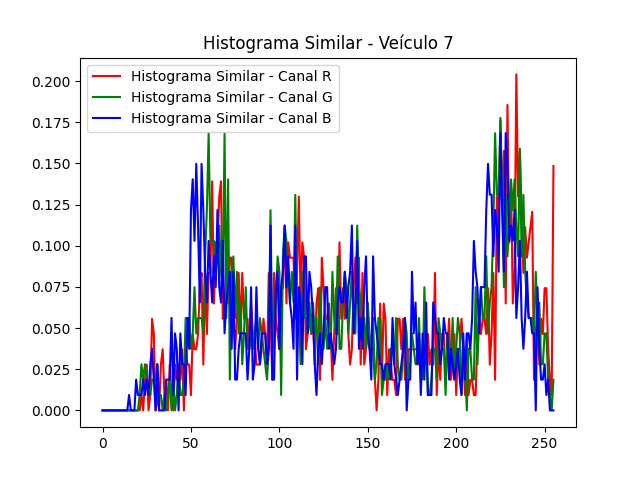 Histograma Similar - Veículo 7
Histograma Similar - Canal R
Histograma Similar - Canal G
Histograma Similar - Canal B
0.200
0.175
0.150
0.125
0.100
0.075
0.050
0.025
0.000
0 50 100 150 200 250